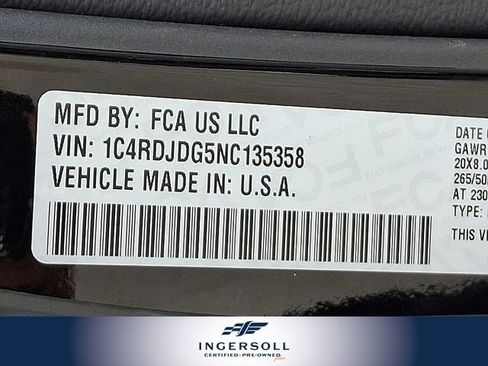 MFD BY: FCA US LLC
VIN: 1C4RDJDG5NC135358
VEHICLE MADE IN: U.S.A.
DATE O
GAWR
20X8.0
265/50
AT 230
TYPE:
THIS VE
INGERSOLL
CERTIFIED PRE-OWNED